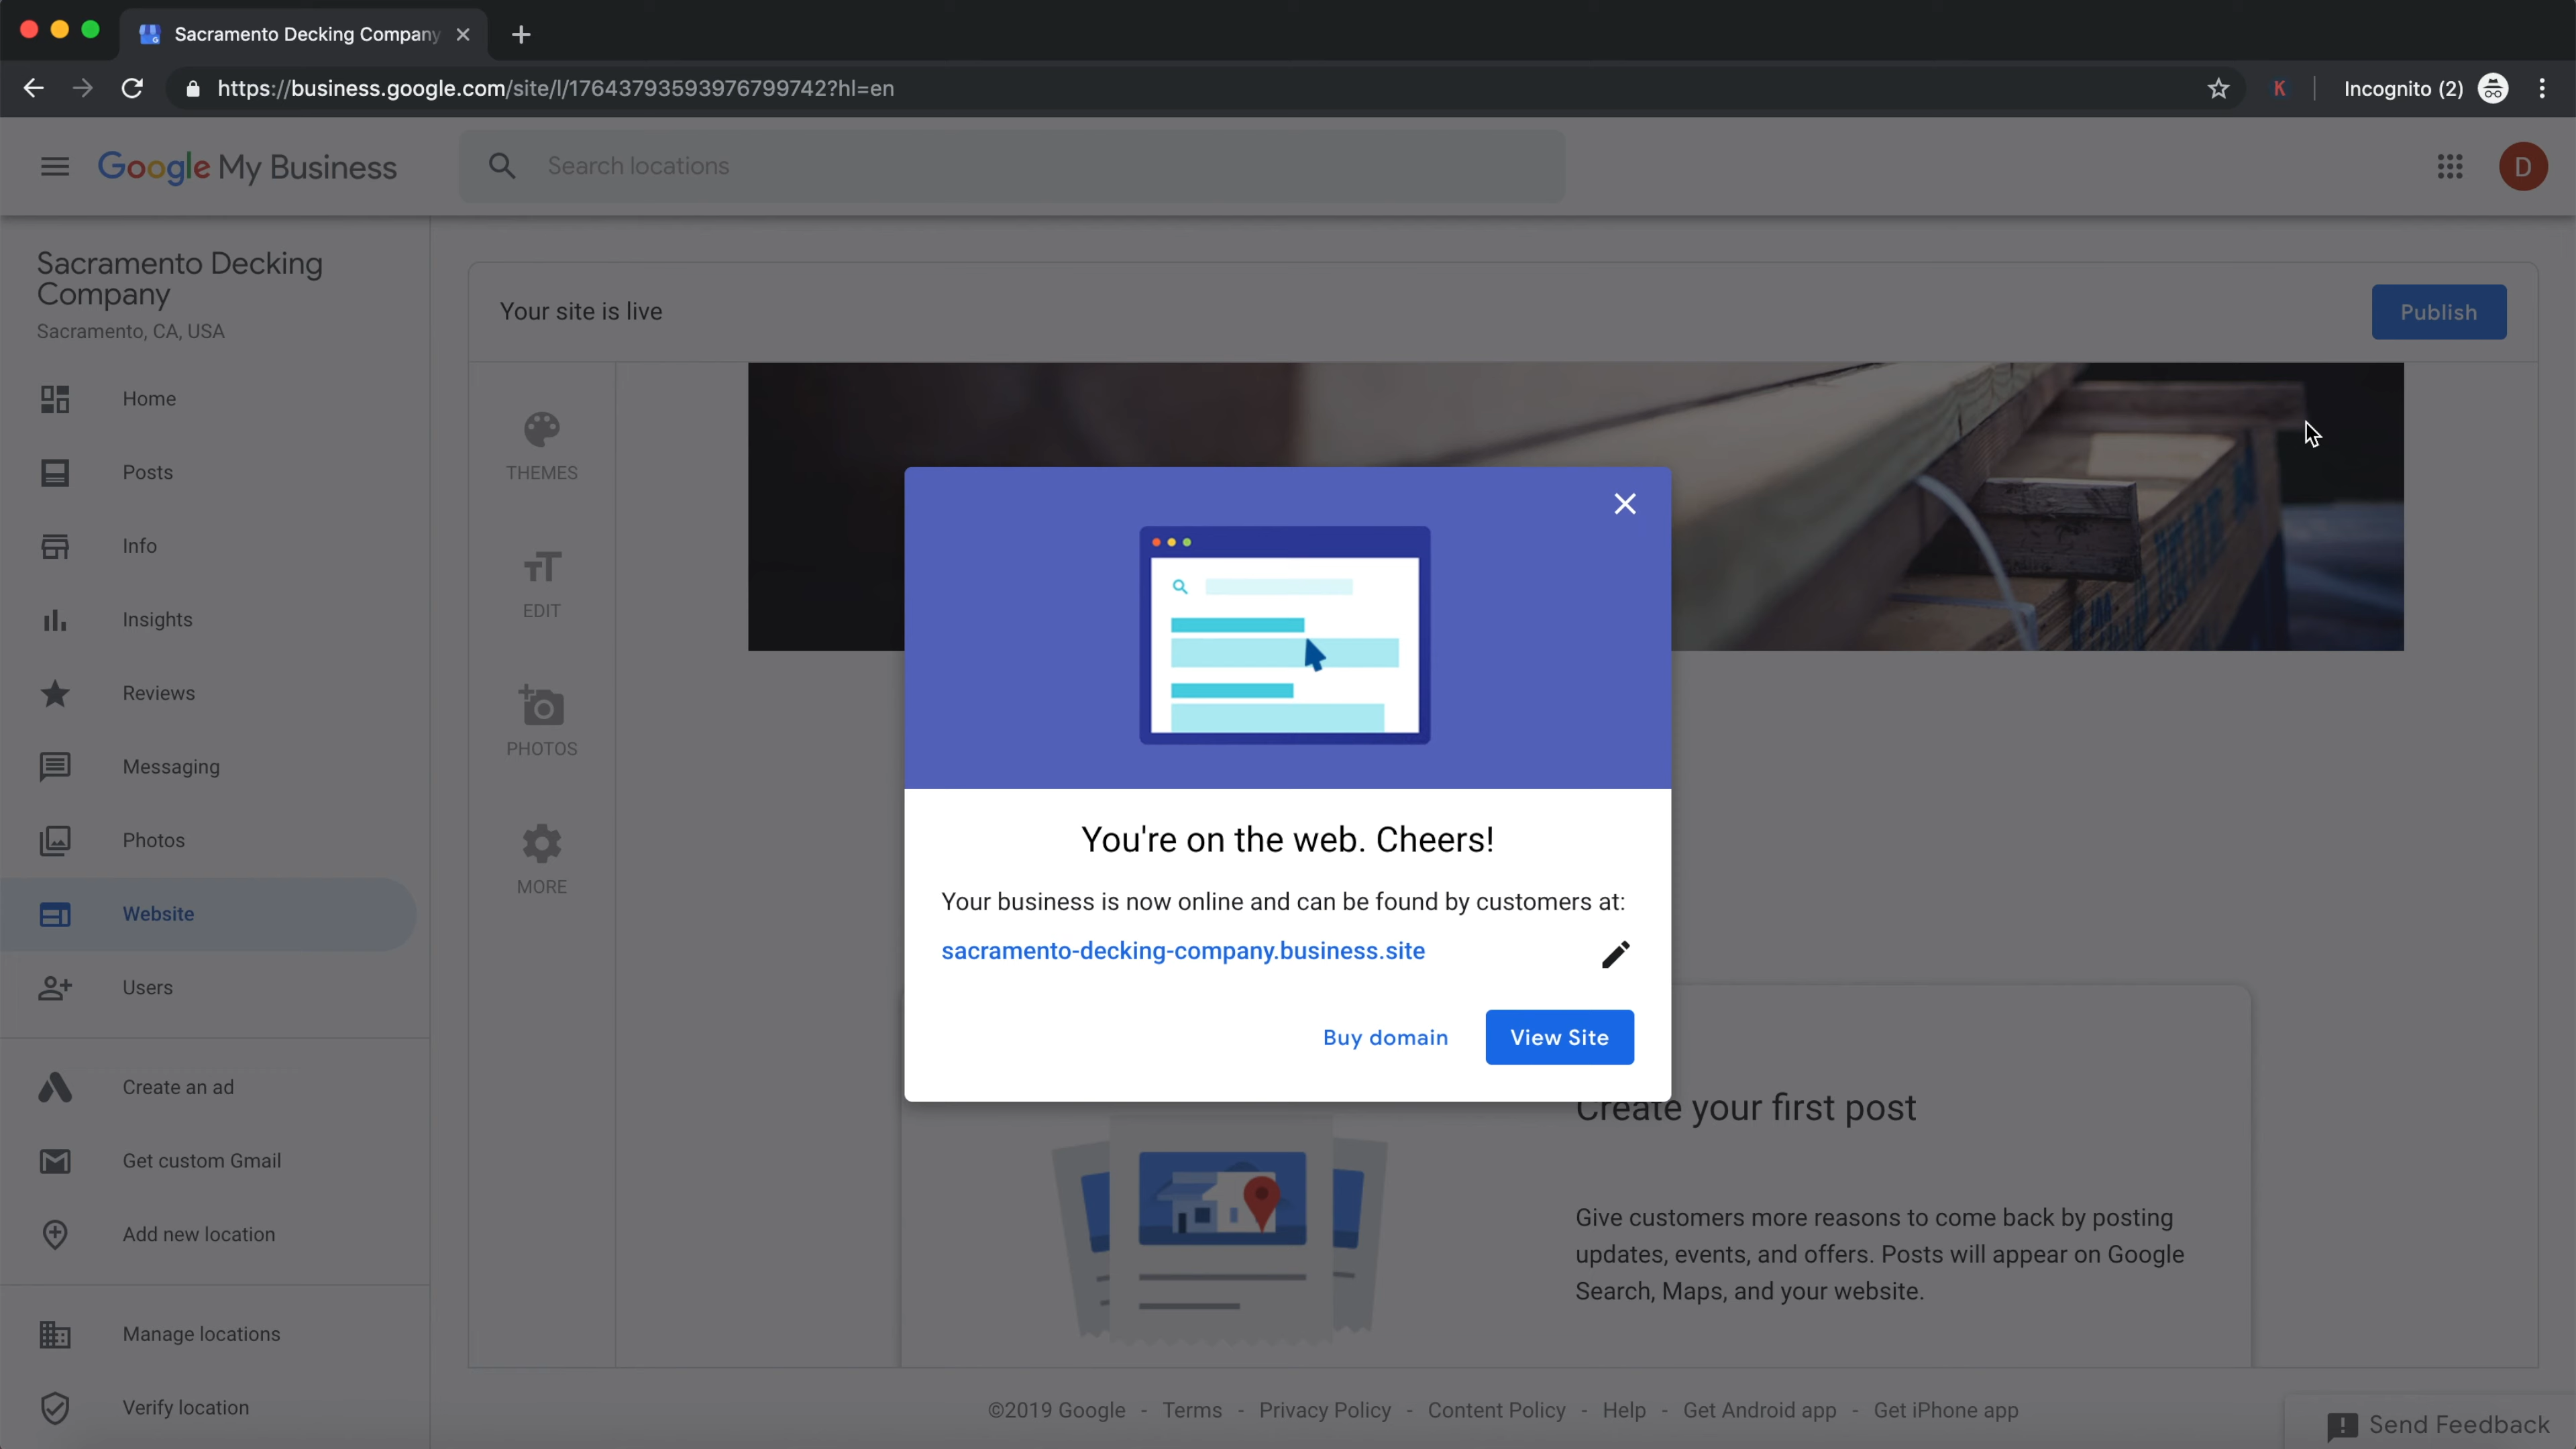 Sacramento Decking Company
https://business.google.com/site/l/17643793593976799742?hl=en
K
Incognito (2)
Google My Business
Search locations
D
Sacramento Decking
Company
Sacramento, CA, USA
Home
Posts
Info
Insights
Reviews
Messaging
Photos
Website
Users
Create an ad
Get custom Gmail
Add new location
Manage locations
Verify location
Your site is live
Publish
THEMES
EDIT
PHOTOS
MORE
You're on the web. Cheers!
Your business is now online and can be found by customers at:
sacramento-decking-company.business.site
Buy domain
View Site
Create your first post
Give customers more reasons to come back by posting
updates, events, and offers. Posts will appear on Google
Search, Maps, and your website.
©2019 Google - Terms - Privacy Policy - Content Policy - Help - Get Android app - Get iPhone app
Send Feedback